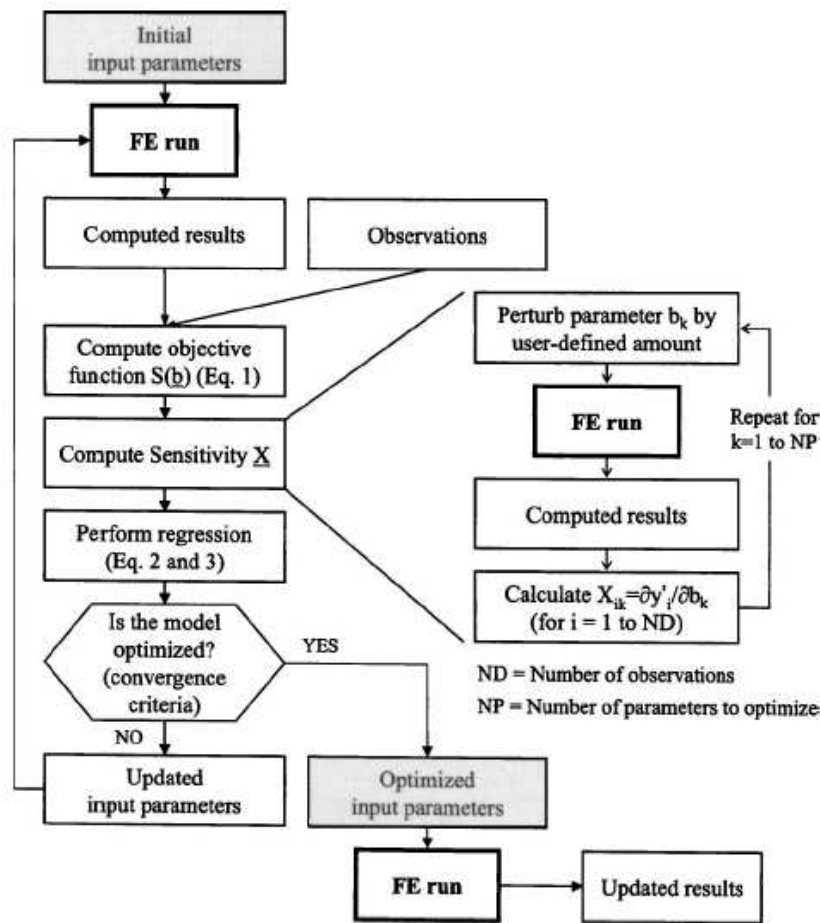 Initial
input parameters
FE run
Computed results
Observations
Compute objective
function S(b) (Eq. 1)
Compute Sensitivity X
Perform regression
(Eq. 2 and 3)
Is the model
optimized?
(convergence
criteria)
YES
NO
Updated
input parameters
Perturb parameter bₖ by
user-defined amount
FE run
Repeat for
k=1 to NP
Computed results
Calculate Xᵢₖ=∂y'ᵢ/∂bₖ
(for i = 1 to ND)
ND = Number of observations
NP = Number of parameters to optimize
Optimized
input parameters
FE run
Updated results